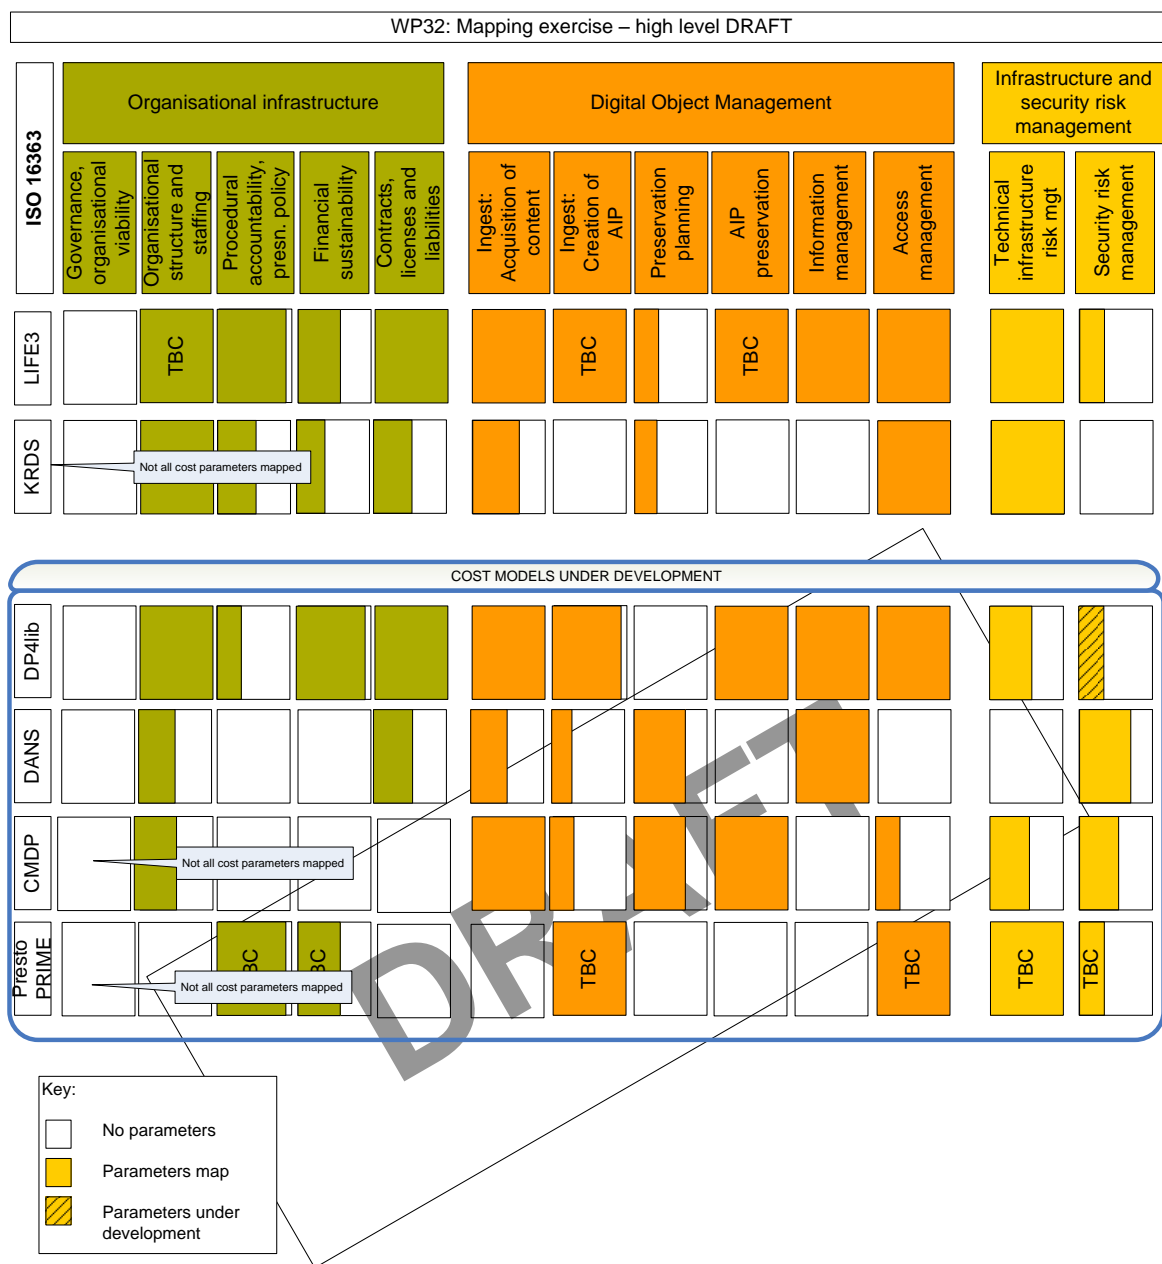 WP32: Mapping exercise – high level DRAFT
ISO 16363
Organisational infrastructure
Digital Object Management
Infrastructure and
security risk
management
Governance,
organisational
viability
Organisational
structure and
staffing
Procedural
accountability,
presn. policy
Financial
sustainability
Contracts,
licenses and
liabilities
Ingest:
Acquisition of
content
Ingest:
Creation of
AIP
Preservation
planning
AIP
preservation
Information
management
Access
management
Technical
infrastructure
risk mgt
Security risk
management
LIFE3
TBC
TBC
TBC
KRDS
Not all cost parameters mapped
COST MODELS UNDER DEVELOPMENT
DP4lib
DANS
CMDP
Not all cost parameters mapped
Presto
PRIME
Not all cost parameters mapped
BC
BC
TBC
TBC
TBC
TBC
DRAFT
Key:
No parameters
Parameters map
Parameters under
development